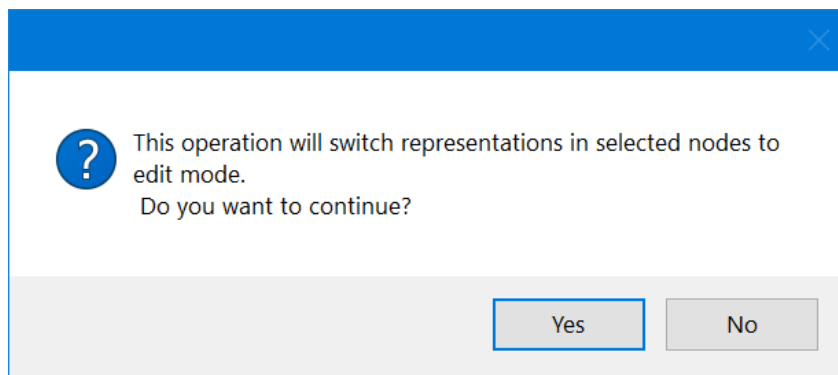 This operation will switch representations in selected nodes to
edit mode.
Do you want to continue?
Yes
No